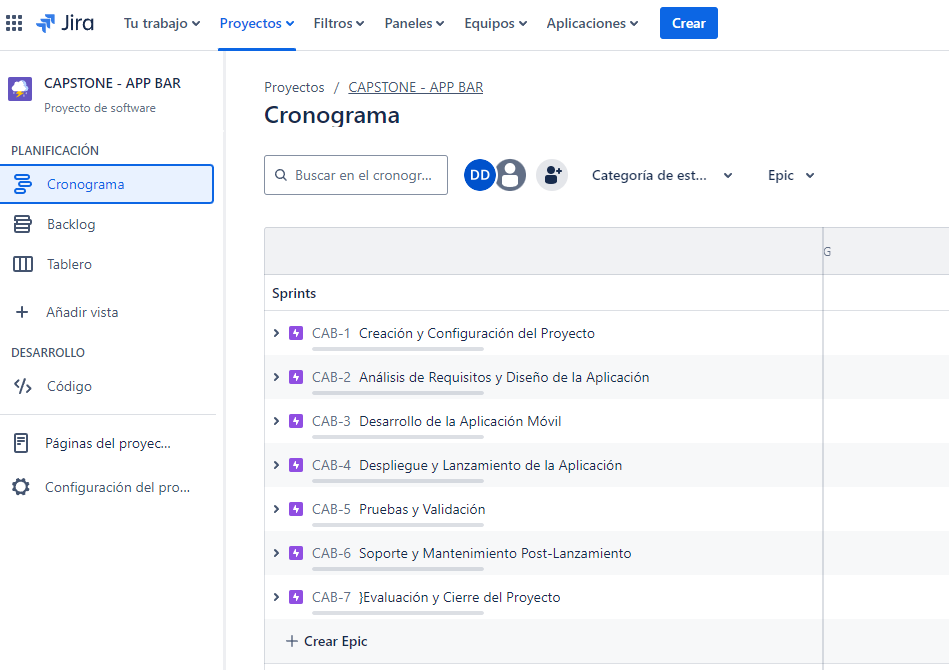 Jira Tu trabajo Proyectos Filtros Paneles Equipos Aplicaciones Crear
CAPSTONE - APP BAR
Proyecto de software
PLANIFICACIÓN
Cronograma
Backlog
Tablero
Añadir vista
DESARROLLO
Código
Páginas del proyec...
Configuración del pro...
Proyectos / CAPSTONE - APP BAR
Cronograma
Buscar en el cronogr... DD Categoría de est... Epic
G
Sprints
CAB-1 Creación y Configuración del Proyecto
CAB-2 Análisis de Requisitos y Diseño de la Aplicación
CAB-3 Desarrollo de la Aplicación Móvil
CAB-4 Despliegue y Lanzamiento de la Aplicación
CAB-5 Pruebas y Validación
CAB-6 Soporte y Mantenimiento Post-Lanzamiento
CAB-7 }Evaluación y Cierre del Proyecto
+ Crear Epic